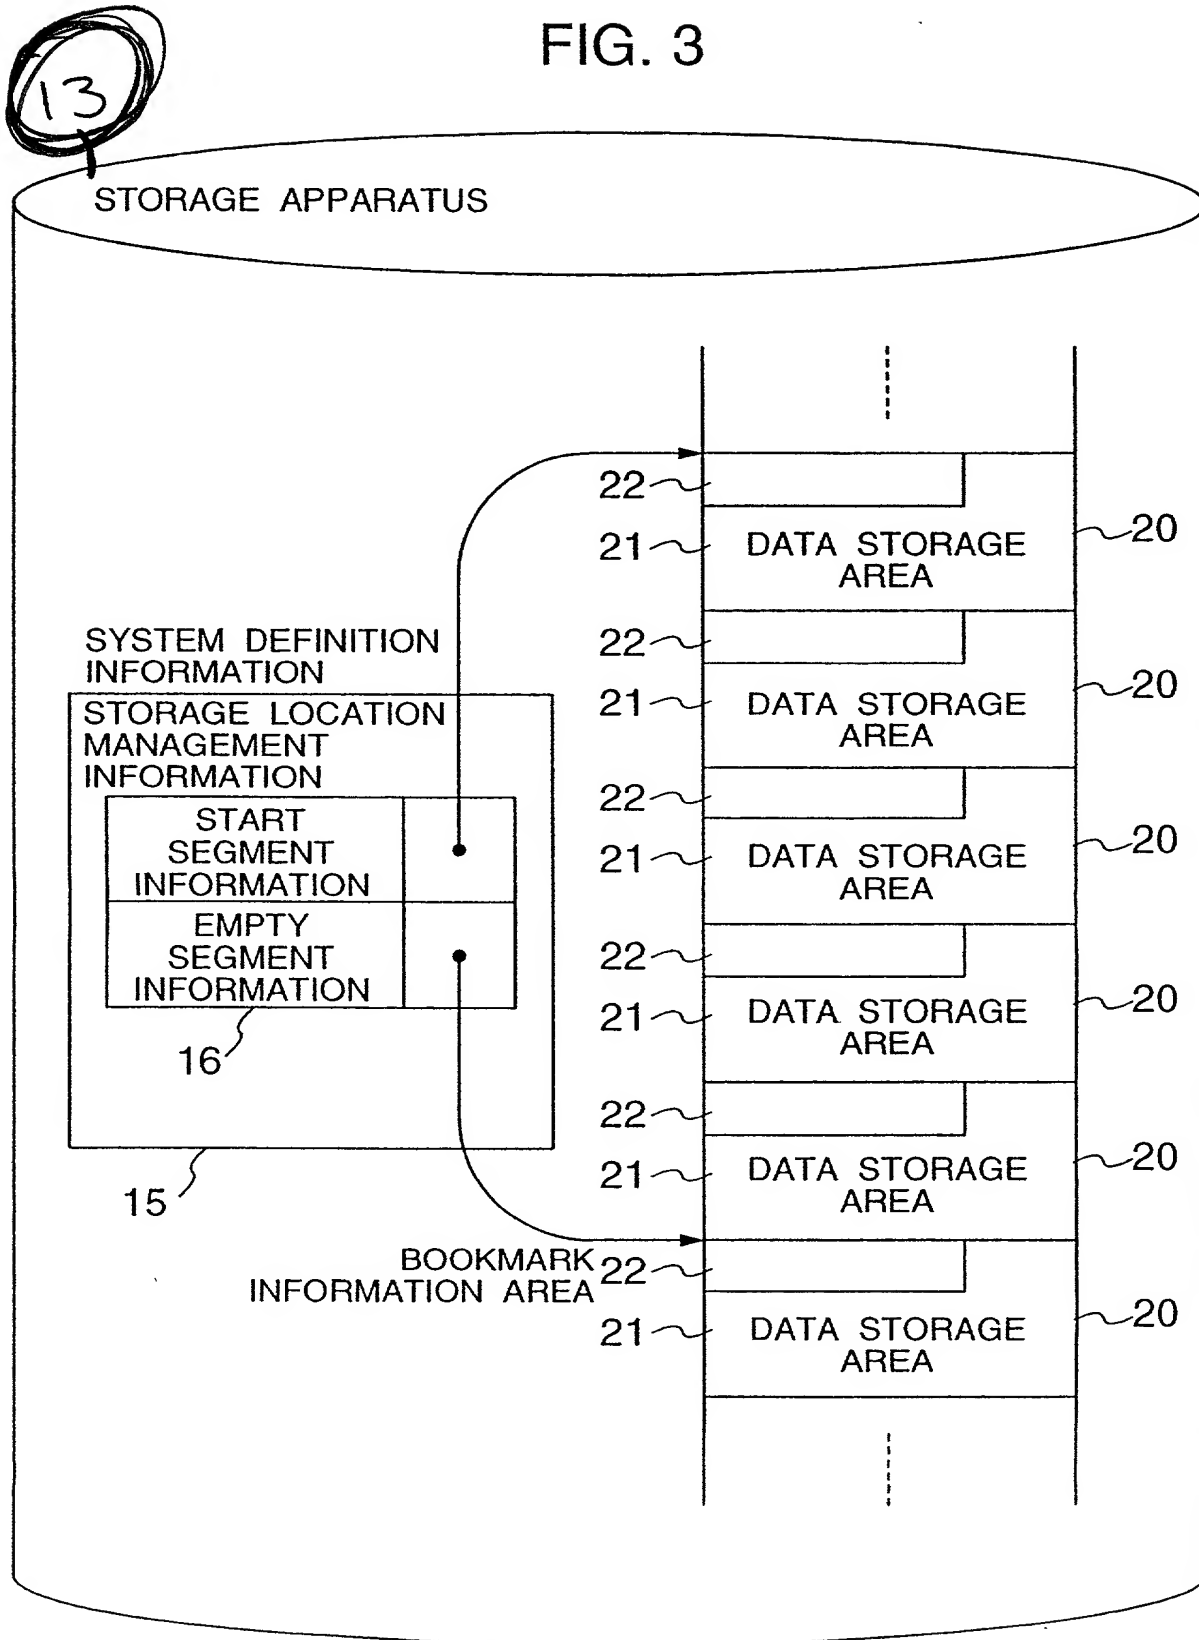 FIG. 3
13
STORAGE APPARATUS
22
21
DATA STORAGE
AREA
20
SYSTEM DEFINITION
INFORMATION
STORAGE LOCATION
MANAGEMENT
INFORMATION
START
SEGMENT
INFORMATION
EMPTY
SEGMENT
INFORMATION
16
15
22
21
DATA STORAGE
AREA
20
22
21
DATA STORAGE
AREA
20
22
21
DATA STORAGE
AREA
20
22
21
DATA STORAGE
AREA
20
BOOKMARK
INFORMATION AREA
22
21
DATA STORAGE
AREA
20